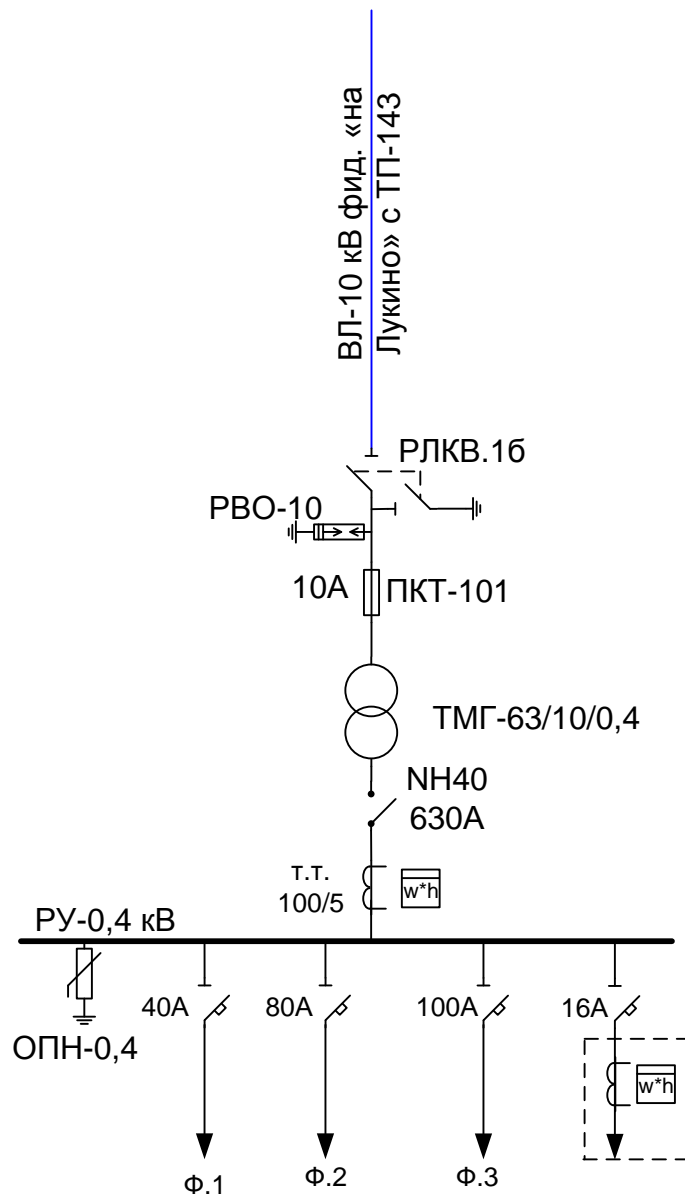 ВЛ-10 кВ фид. «на
Лукино» с ТП-143
РЛКВ.1б
РВО-10
10А
ПКТ-101
ТМГ-63/10/0,4
NH40
630А
т.т.
100/5
w*h
РУ-0,4 кВ
40А
80А
100А
16А
ОПН-0,4
w*h
Ф.1
Ф.2
Ф.3